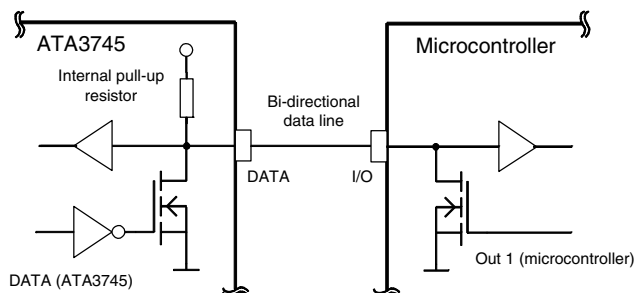 ATA3745
Microcontroller
Internal pull-up
resistor
Bi-directional
data line
DATA
I/O
DATA (ATA3745)
Out 1 (microcontroller)